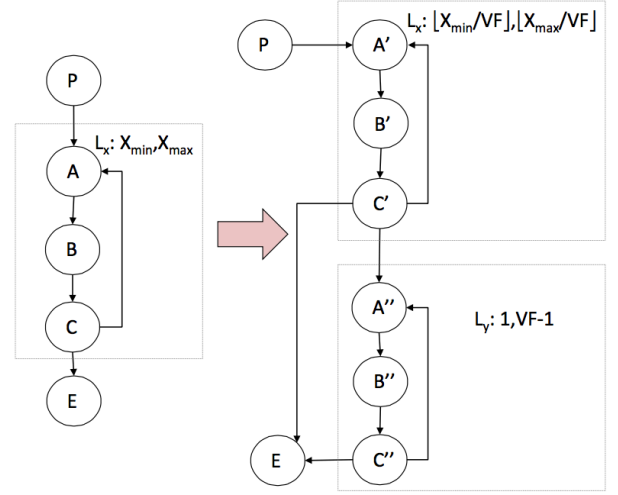 P
Lx: Xmin,Xmax
A
B
C
E
P
Lx: ⌊Xmin/VF⌋,⌊Xmax/VF⌋
A’
B’
C’
A’’
Ly: 1,VF-1
B’’
C’’
E